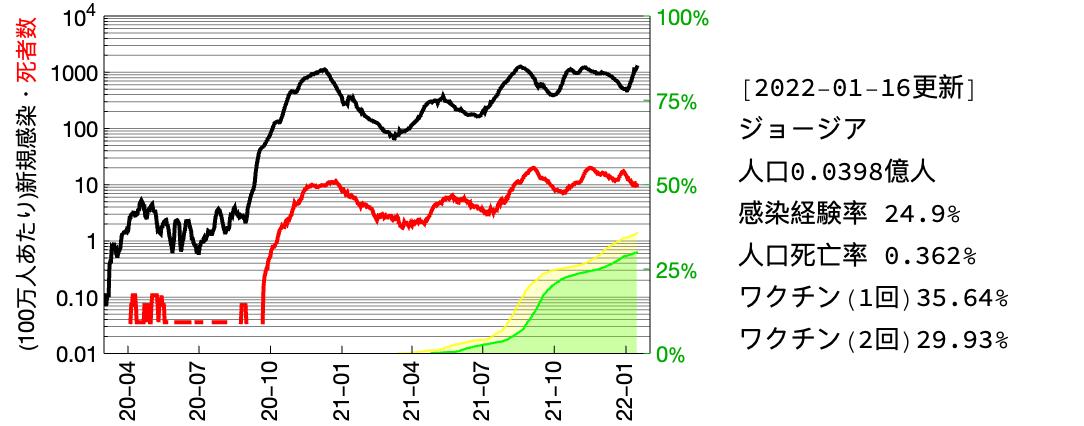 (100万人あたり)新規感染・死者数
10⁴
1000
100
10
1
0.10
0.01
100%
75%
50%
25%
0%
20−04
20−07
20−10
21−01
21−04
21−07
21−10
22−01
[2022−01−16更新]
ジョージア
人口0.0398億人
感染経験率 24.9%
人口死亡率 0.362%
ワクチン(1回)35.64%
ワクチン(2回)29.93%